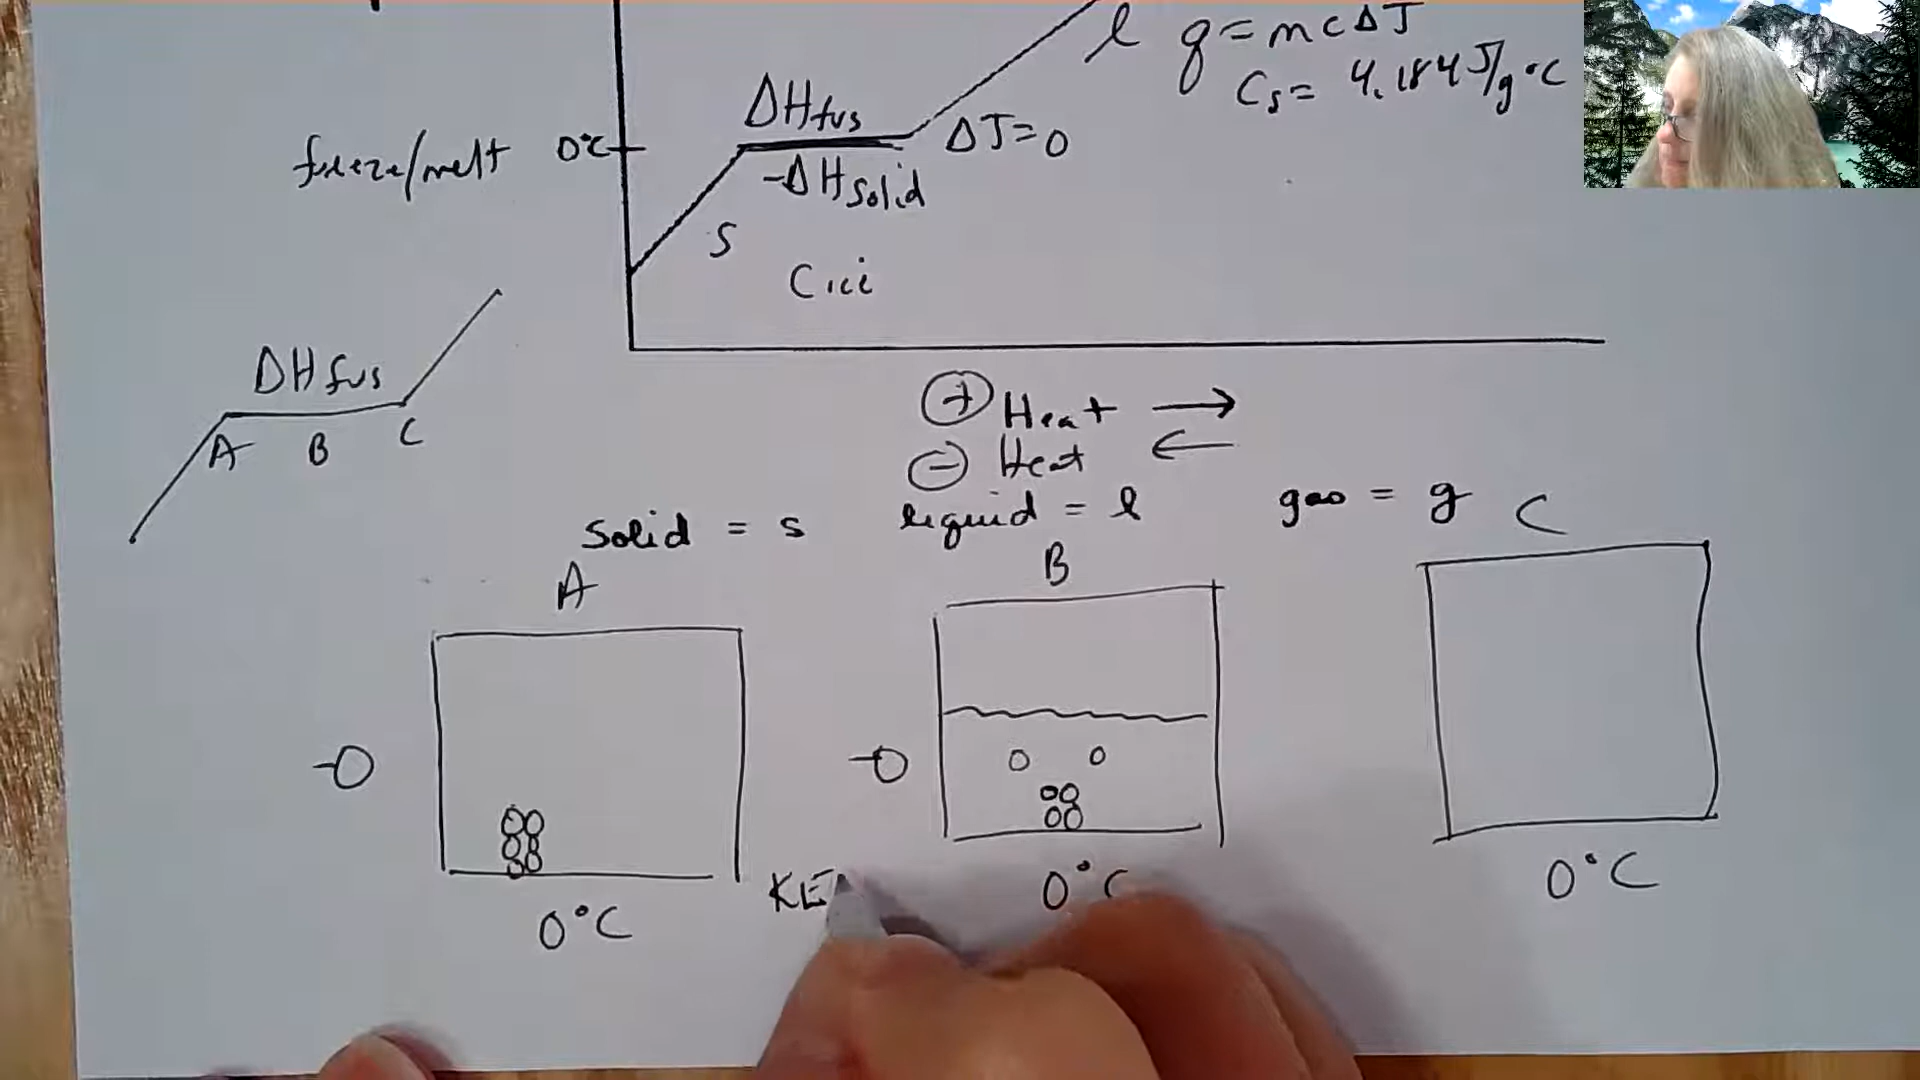 l q = mcΔT
Cs = 4.184 J/g°C
ΔHfus
freeze/melt 0°C ΔT=0
-ΔHsolid
s
Cice
ΔHfus
A B C
+ Heat →
- Heat ←
solid = s liquid = l gas = g
A B C
0°C 0°C 0°C
KE